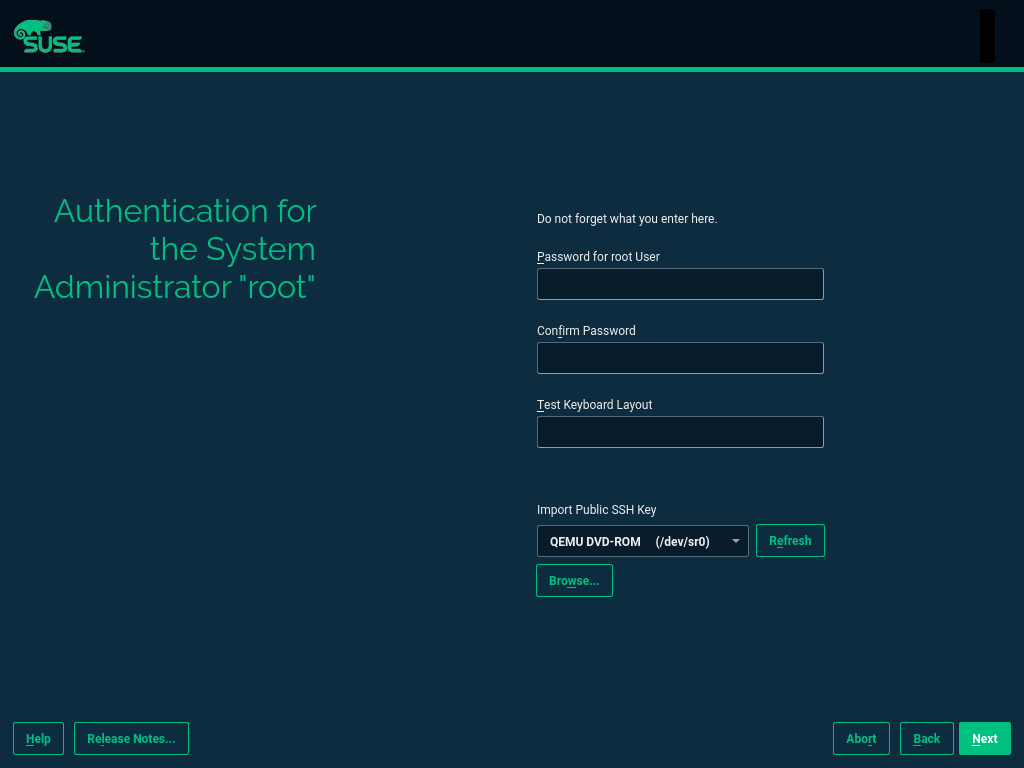 SUSE
Authentication for
the System
Administrator "root"
Do not forget what you enter here.
Password for root User
Confirm Password
Test Keyboard Layout
Import Public SSH Key
QEMU DVD-ROM (/dev/sr0)
Refresh
Browse...
Help
Release Notes...
Abort
Back
Next